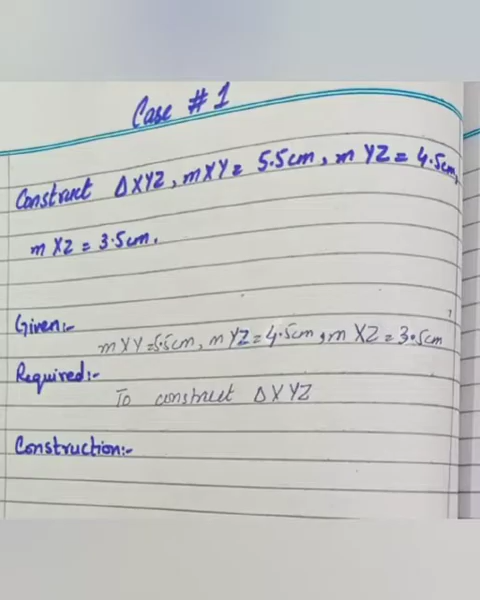 Case # 1
Construct ΔXYZ, mXY = 5.5cm, m YZ = 4.5cm,
m XZ = 3.5cm.
Given:-
m XY = 5.5cm, m YZ = 4.5cm, m XZ = 3.5cm
Required:-
To construct ΔXYZ
Construction:-